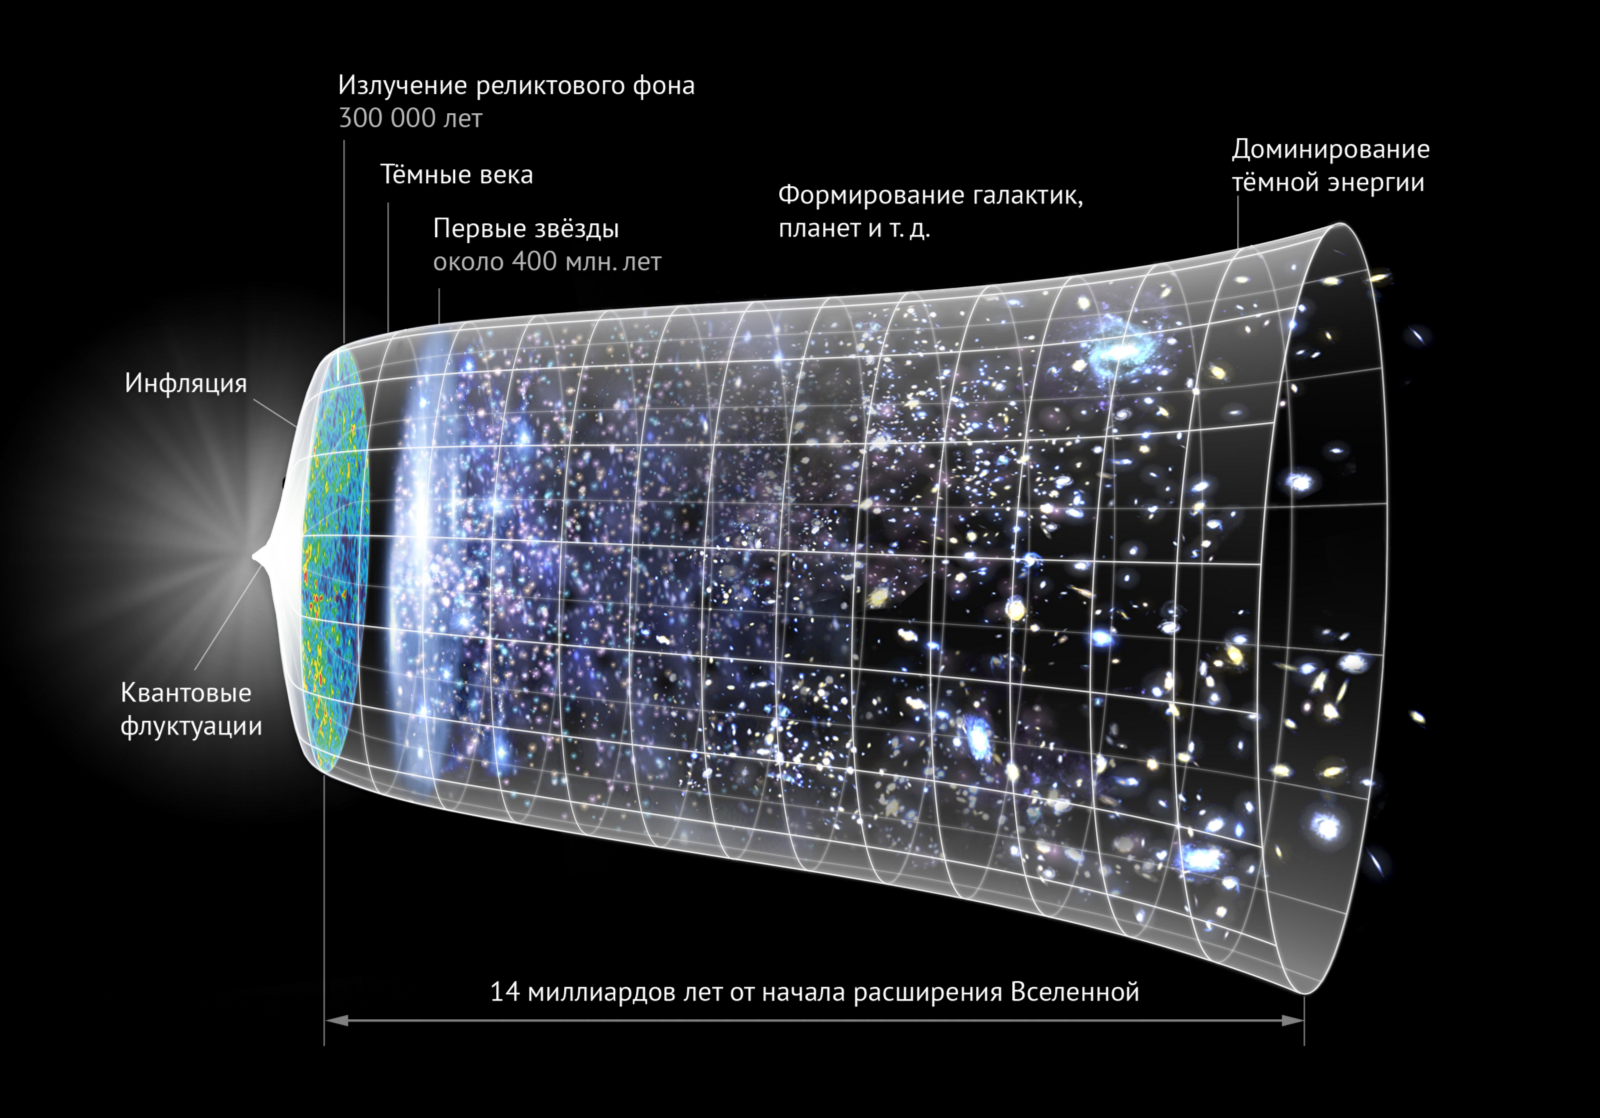 Излучение реликтового фона
300 000 лет
Тёмные века
Первые звёзды
около 400 млн. лет
Формирование галактик,
планет и т. д.
Доминирование
тёмной энергии
Инфляция
Квантовые
флуктуации
14 миллиардов лет от начала расширения Вселенной